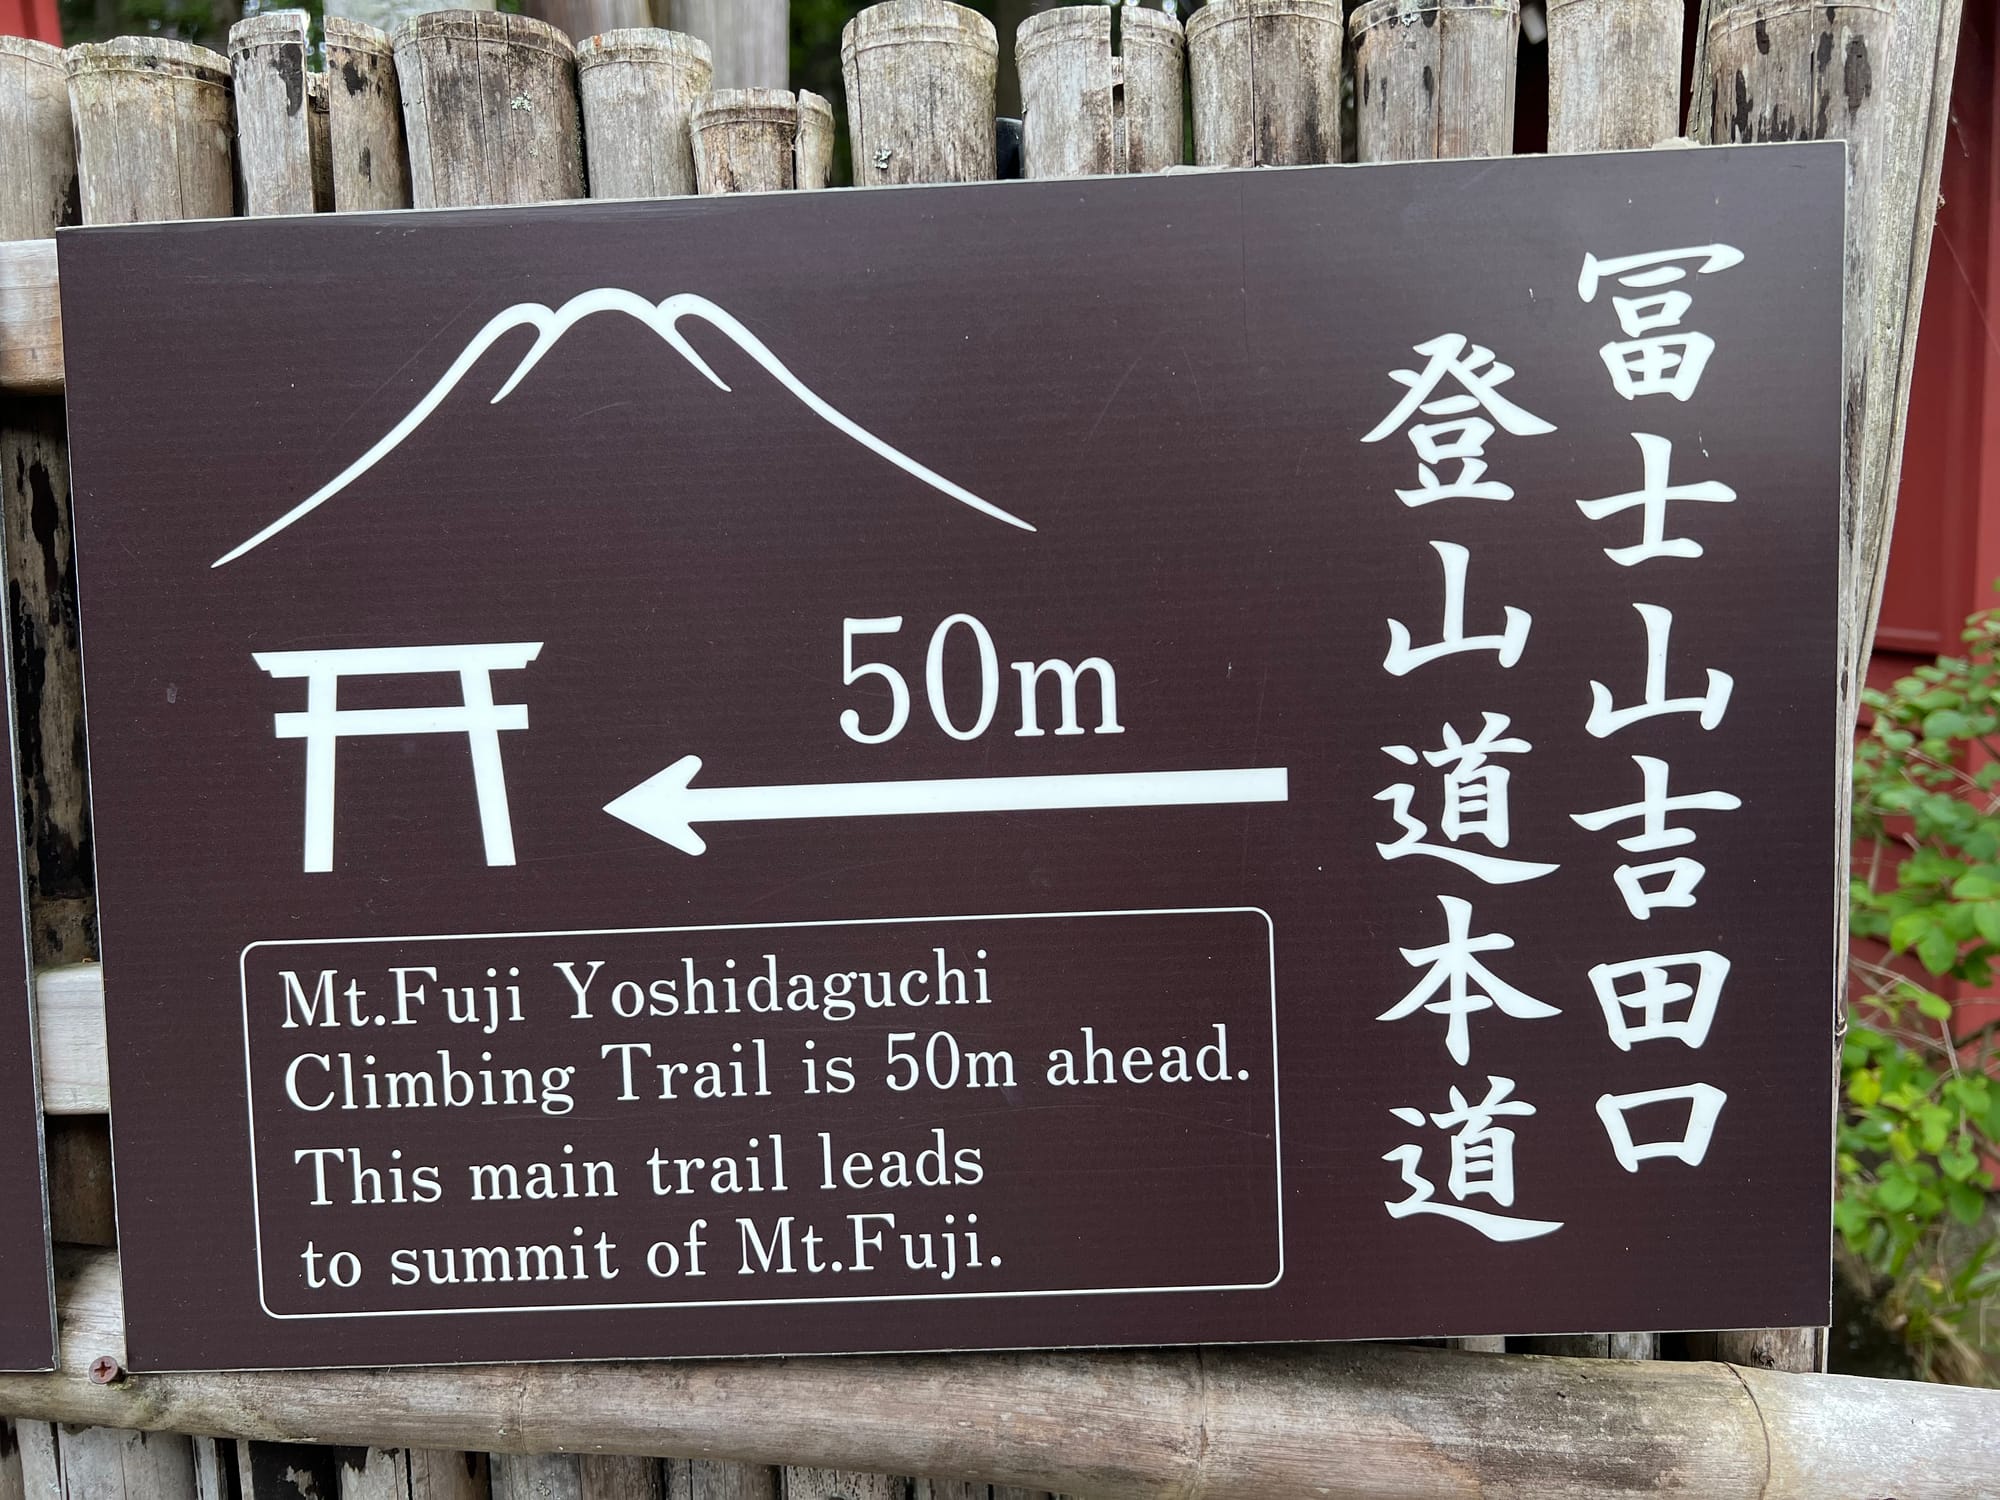 冨士山吉田口
登山道本道
50m
Mt.Fuji Yoshidaguchi
Climbing Trail is 50m ahead.
This main trail leads
to summit of Mt.Fuji.